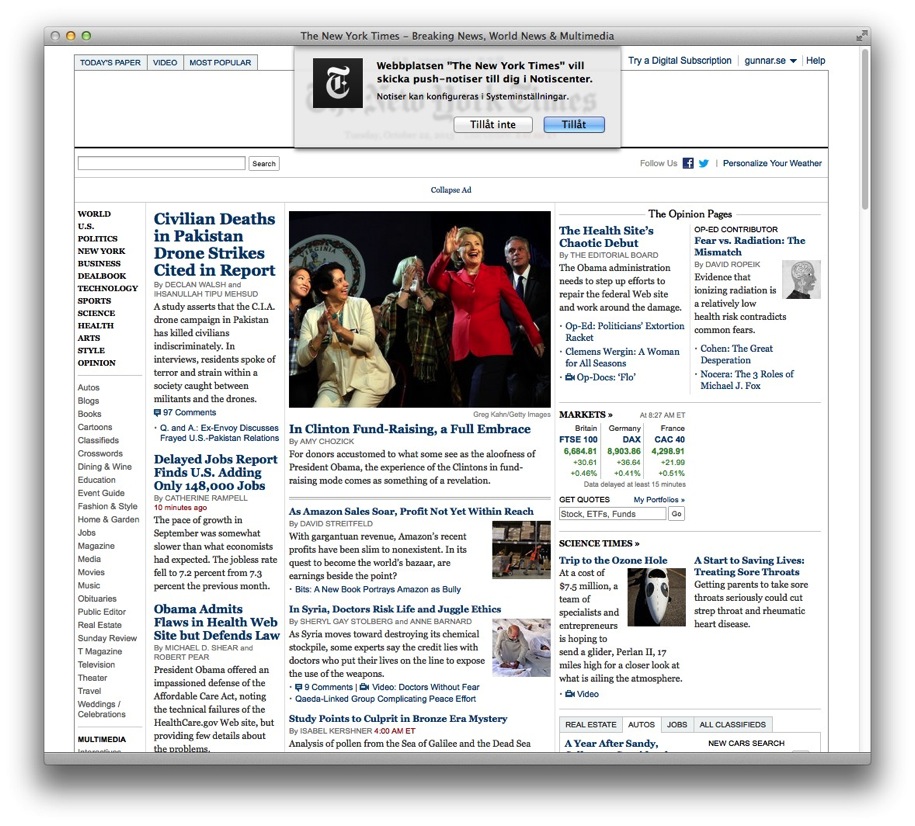 The New York Times – Breaking News, World News & Multimedia
TODAY'S PAPER
VIDEO
MOST POPULAR
Webbplatsen "The New York Times" vill
skicka push-notiser till dig i Notiscenter.
Notiser kan konfigureras i Systeminställningar.
Tillåt inte
Tillåt
Try a Digital Subscription
gunnar.se
Help
Search
Follow Us
Personalize Your Weather
Collapse Ad
WORLD
U.S.
POLITICS
NEW YORK
BUSINESS
DEALBOOK
TECHNOLOGY
SPORTS
SCIENCE
HEALTH
ARTS
STYLE
OPINION
Autos
Blogs
Books
Cartoons
Classifieds
Crosswords
Dining & Wine
Education
Event Guide
Fashion & Style
Home & Garden
Jobs
Magazine
Media
Movies
Music
Obituaries
Public Editor
Real Estate
Sunday Review
T Magazine
Television
Theater
Travel
Weddings /
Celebrations
MULTIMEDIA
Civilian Deaths
in Pakistan
Drone Strikes
Cited in Report
By DECLAN WALSH and
IHSANULLAH TIPU MEHSUD
A study asserts that the C.I.A.
drone campaign in Pakistan
has killed civilians
indiscriminately. In
interviews, residents spoke of
terror and strain within a
society caught between
militants and the drones.
97 Comments
· Q. and A.: Ex-Envoy Discusses
Frayed U.S.-Pakistan Relations
Delayed Jobs Report
Finds U.S. Adding
Only 148,000 Jobs
By CATHERINE RAMPELL
10 minutes ago
The pace of growth in
September was somewhat
slower than what economists
had expected. The jobless rate
fell to 7.2 percent from 7.3
percent the previous month.
Obama Admits
Flaws in Health Web
Site but Defends Law
By MICHAEL D. SHEAR and
ROBERT PEAR
President Obama offered an
impassioned defense of the
Affordable Care Act, noting
the technical failures of the
HealthCare.gov Web site, but
providing few details about
the problems.
Greg Kahn/Getty Images
In Clinton Fund-Raising, a Full Embrace
By AMY CHOZICK
For donors accustomed to what some see as the aloofness of
President Obama, the experience of the Clintons in fund-
raising mode comes as something of a revelation.
As Amazon Sales Soar, Profit Not Yet Within Reach
By DAVID STREITFELD
With gargantuan revenue, Amazon's recent
profits have been slim to nonexistent. In its
quest to become the world's bazaar, are
earnings beside the point?
· Bits: A New Book Portrays Amazon as Bully
In Syria, Doctors Risk Life and Juggle Ethics
By SHERYL GAY STOLBERG and ANNE BARNARD
As Syria moves toward destroying its chemical
stockpile, some experts say the credit lies with
doctors who put their lives on the line to expose
the use of the weapons.
· 9 Comments | Video: Doctors Without Fear
· Qaeda-Linked Group Complicating Peace Effort
Study Points to Culprit in Bronze Era Mystery
By ISABEL KERSHNER 4:00 AM ET
Analysis of pollen from the Sea of Galilee and the Dead Sea
The Opinion Pages
The Health Site's
Chaotic Debut
By THE EDITORIAL BOARD
The Obama administration
needs to step up efforts to
repair the federal Web site
and work around the damage.
· Op-Ed: Politicians' Extortion
Racket
· Clemens Wergin: A Woman
for All Seasons
· Op-Docs: 'Flo'
OP-ED CONTRIBUTOR
Fear vs. Radiation: The
Mismatch
By DAVID ROPEIK
Evidence that
ionizing radiation is
a relatively low
health risk contradicts
common fears.
· Cohen: The Great
Desperation
· Nocera: The 3 Roles of
Michael J. Fox
MARKETS »
At 8:27 AM ET
Britain Germany France
FTSE 100 DAX CAC 40
6,684.81 8,903.86 4,298.91
+30.61 +36.64 +21.99
+0.46% +0.41% +0.51%
Data delayed at least 15 minutes
GET QUOTES
My Portfolios »
Stock, ETFs, Funds
Go
SCIENCE TIMES »
Trip to the Ozone Hole
At a cost of
$7.5 million, a
team of
specialists and
entrepreneurs
is hoping to
send a glider, Perlan II, 17
miles high for a closer look at
what is ailing the atmosphere.
· Video
A Start to Saving Lives:
Treating Sore Throats
Getting parents to take sore
throats seriously could cut
strep throat and rheumatic
heart disease.
REAL ESTATE
AUTOS
JOBS
ALL CLASSIFIEDS
A Year After Sandy,
NEW CARS SEARCH